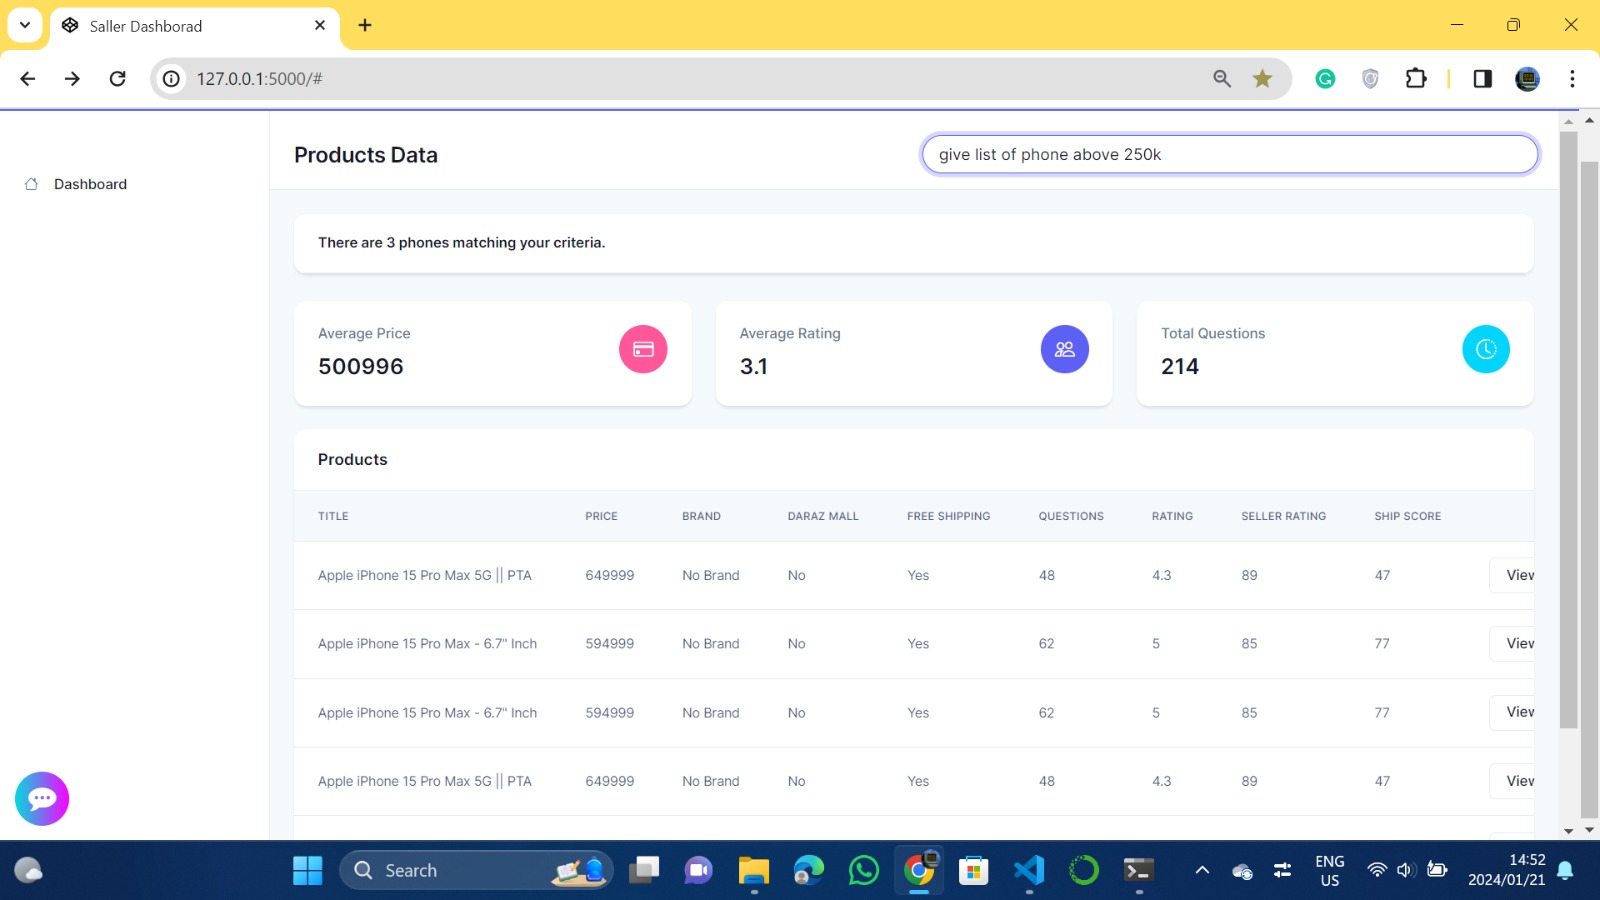 Saller Dashborad
127.0.0.1:5000/#
Products Data
give list of phone above 250k
Dashboard
There are 3 phones matching your criteria.
Average Price
500996
Average Rating
3.1
Total Questions
214
Products
TITLE PRICE BRAND DARAZ MALL FREE SHIPPING QUESTIONS RATING SELLER RATING SHIP SCORE
Apple iPhone 15 Pro Max 5G || PTA 649999 No Brand No Yes 48 4.3 89 47 View
Apple iPhone 15 Pro Max - 6.7" Inch 594999 No Brand No Yes 62 5 85 77 View
Apple iPhone 15 Pro Max - 6.7" Inch 594999 No Brand No Yes 62 5 85 77 View
Apple iPhone 15 Pro Max 5G || PTA 649999 No Brand No Yes 48 4.3 89 47 View
Search
ENG
US
14:52
2024/01/21